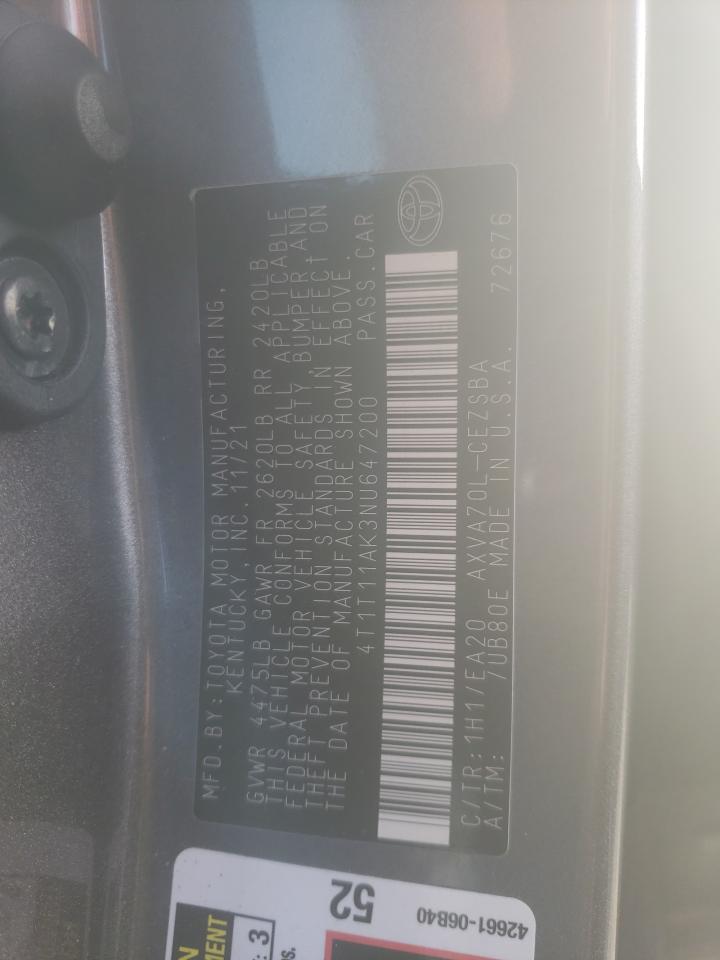 MFD.BY:TOYOTA MOTOR MANUFACTURING,
KENTUCKY,INC. 11/21
GVWR 4475LB GAWR FR 2620LB RR 2420LB
THIS VEHICLE CONFORMS TO ALL APPLICABLE
FEDERAL MOTOR VEHICLE SAFETY,BUMPER,AND
THEFT PREVENTION STANDARDS IN EFFECT ON
THE DATE OF MANUFACTURE SHOWN ABOVE.
4T1T11AK3NU647200 PASS.CAR
C/TR:1H1/EA20 AXVA70L-CEZSBA
A/TM: /UB80E MADE IN U.S.A. 72676
52
42661-06B40
3